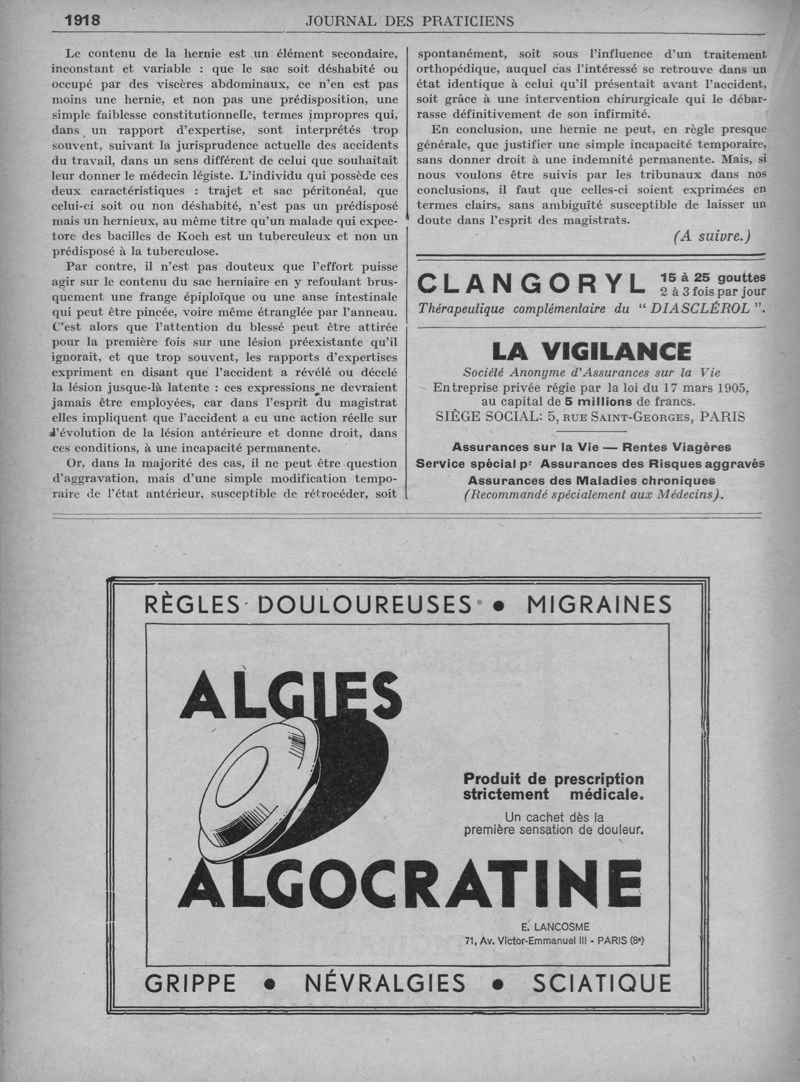 1918
JOURNAL DES PRATICIENS
Le contenu de la hernie est un élément secondaire,
inconstant et variable : que le sac soit déshabité ou
occupé par des viscères abdominaux, ce n'en est pas
moins une hernie, et non pas une prédisposition, une
simple faiblesse constitutionnelle, termes impropres qui,
dans un rapport d'expertise, sont interprétés trop
souvent, suivant la jurisprudence actuelle des accidents
du travail, dans un sens différent de celui que souhaitait
leur donner le médecin légiste. L'individu qui possède ces
deux caractéristiques : trajet et sac péritonéal, que
celui-ci soit ou non déshabité, n'est pas un prédisposé
mais un hernieux, au même titre qu'un malade qui expec-
tore des bacilles de Koch est un tuberculeux et non un
prédisposé à la tuberculose.
Par contre, il n'est pas douteux que l'effort puisse
agir sur le contenu du sac herniaire en y refoulant brus-
quement une frange épiploïque ou une anse intestinale
qui peut être pincée, voire même étranglée par l'anneau.
C'est alors que l'attention du blessé peut être attirée
pour la première fois sur une lésion préexistante qu'il
ignorait, et que trop souvent, les rapports d'expertises
expriment en disant que l'accident a révélé ou décelé
la lésion jusque-là latente : ces expressions ne devraient
jamais être employées, car dans l'esprit du magistrat
elles impliquent que l'accident a eu une action réelle sur
l'évolution de la lésion antérieure et donne droit, dans
ces conditions, à une incapacité permanente.
Or, dans la majorité des cas, il ne peut être question
d'aggravation, mais d'une simple modification tempo-
raire de l'état antérieur, susceptible de rétrocéder, soit
spontanément, soit sous l'influence d'un traitement
orthopédique, auquel cas l'intéressé se retrouve dans un
état identique à celui qu'il présentait avant l'accident,
soit grâce à une intervention chirurgicale qui le débar-
rasse définitivement de son infirmité.
En conclusion, une hernie ne peut, en règle presque
générale, que justifier une simple incapacité temporaire,
sans donner droit à une indemnité permanente. Mais, si
nous voulons être suivis par les tribunaux dans nos
conclusions, il faut que celles-ci soient exprimées en
termes clairs, sans ambiguïté susceptible de laisser un
doute dans l'esprit des magistrats.
(A suivre.)
CLANGORYL 15 à 25 gouttes
2 à 3 fois par jour
Thérapeutique complémentaire du " DIASCLÉROL ".
LA VIGILANCE
Société Anonyme d'Assurances sur la Vie
Entreprise privée régie par la loi du 17 mars 1905,
au capital de 5 millions de francs.
SIÈGE SOCIAL: 5, RUE SAINT-GEORGES, PARIS
Assurances sur la Vie — Rentes Viagères
Service spécial pr Assurances des Risques aggravés
Assurances des Maladies chroniques
(Recommandé spécialement aux Médecins).
RÈGLES DOULOUREUSES • MIGRAINES
ALGIES
Produit de prescription
strictement médicale.
Un cachet dès la
première sensation de douleur.
ALGOCRATINE
E. LANCOSME
71, Av. Victor-Emmanuel III - PARIS (8e)
GRIPPE • NÉVRALGIES • SCIATIQUE